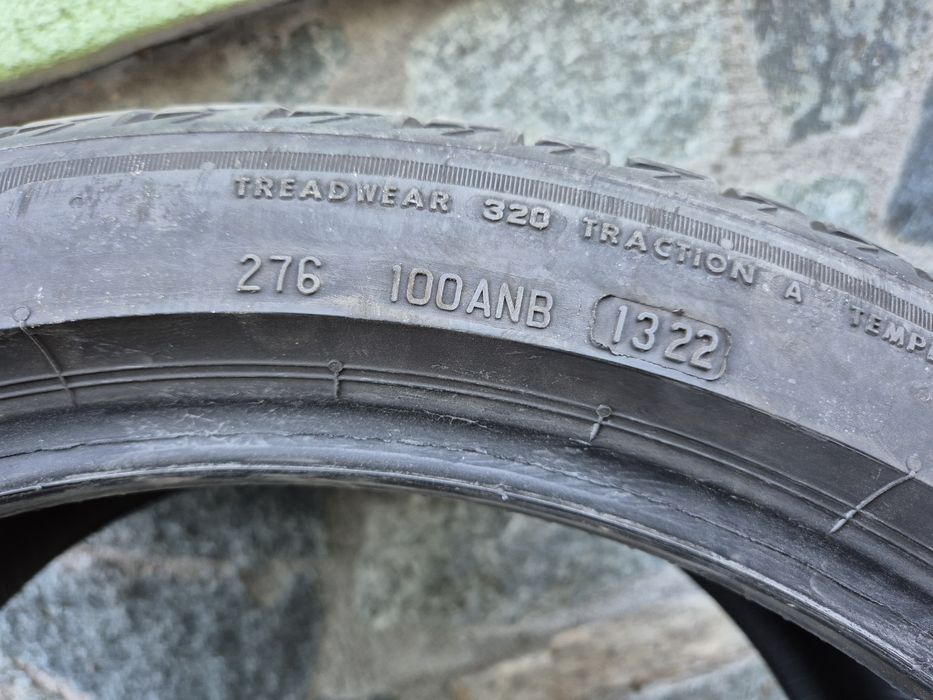 TREADWEAR 320 TRACTION A
276 100ANB 1322